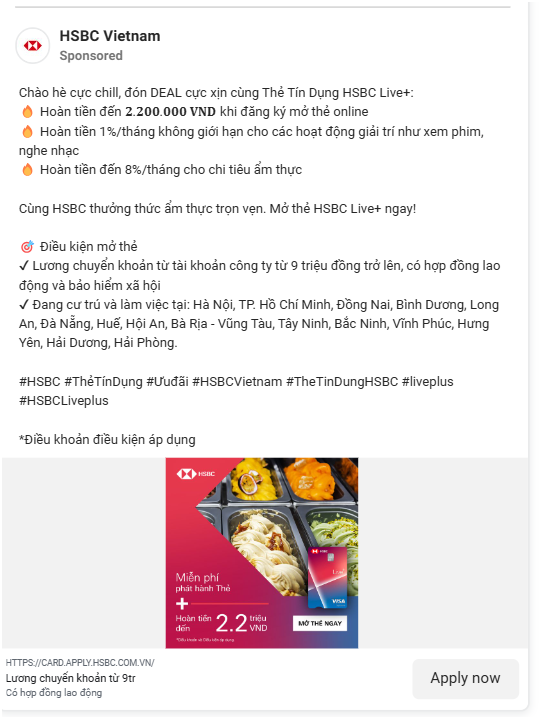 HSBC Vietnam
Sponsored
Chào hè cực chill, đón DEAL cực xịn cùng Thẻ Tín Dụng HSBC Live+:
🔥 Hoàn tiền đến 2.200.000 VND khi đăng ký mở thẻ online
🔥 Hoàn tiền 1%/tháng không giới hạn cho các hoạt động giải trí như xem phim,
nghe nhạc
🔥 Hoàn tiền đến 8%/tháng cho chi tiêu ẩm thực
Cùng HSBC thưởng thức ẩm thực trọn vẹn. Mở thẻ HSBC Live+ ngay!
🎯 Điều kiện mở thẻ
✓ Lương chuyển khoản từ tài khoản công ty từ 9 triệu đồng trở lên, có hợp đồng lao
động và bảo hiểm xã hội
✓ Đang cư trú và làm việc tại: Hà Nội, TP. Hồ Chí Minh, Đồng Nai, Bình Dương, Long
An, Đà Nẵng, Huế, Hội An, Bà Rịa - Vũng Tàu, Tây Ninh, Bắc Ninh, Vĩnh Phúc, Hưng
Yên, Hải Dương, Hải Phòng.
#HSBC #ThẻTínDụng #Ưuđãi #HSBCVietnam #TheTinDungHSBC #liveplus
#HSBCLiveplus
*Điều khoản điều kiện áp dụng
HSBC
Miễn phí
phát hành Thẻ
+
Hoàn tiền
đến
2.2 triệu
VND
HSBC
VISA
MỞ THẺ NGAY
*Điều khoản và Điều kiện áp dụng
HTTPS://CARD.APPLY.HSBC.COM.VN/
Lương chuyển khoản từ 9tr
Có hợp đồng lao động
Apply now